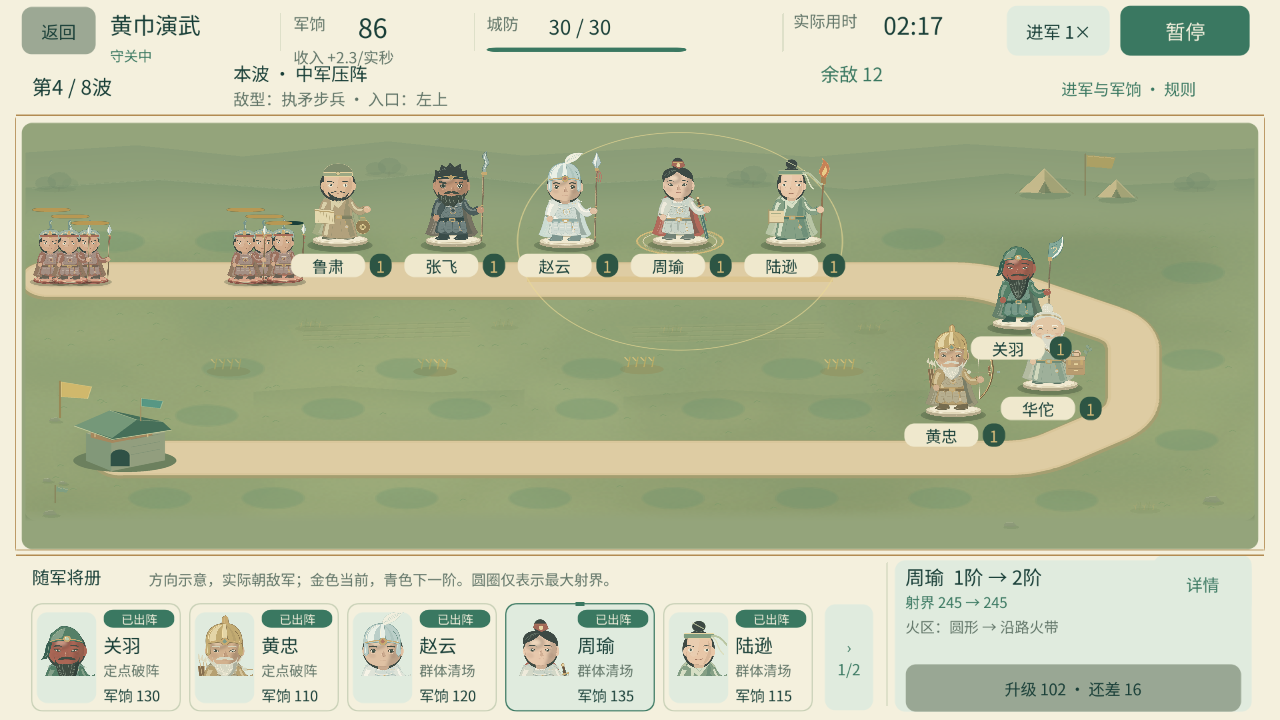 返回
黄巾演武
守关中
军饷 86
收入 +2.3/实秒
城防 30 / 30
实际用时 02:17
进军 1×
暂停
第4 / 8波
本波 · 中军压阵
敌型：执矛步兵 · 入口：左上
余敌 12
进军与军饷 · 规则
鲁肃 1
张飞 1
赵云 1
周瑜 1
陆逊 1
关羽 1
华佗 1
黄忠 1
随军将册
方向示意，实际朝敌军；金色当前，青色下一阶。圆圈仅表示最大射界。
已出阵
关羽
定点破阵
军饷 130
已出阵
黄忠
定点破阵
军饷 110
已出阵
赵云
群体清场
军饷 120
已出阵
周瑜
群体清场
军饷 135
已出阵
陆逊
群体清场
军饷 115
›
1/2
周瑜 1阶 → 2阶
详情
射界 245 → 245
火区：圆形 → 沿路火带
升级 102 · 还差 16